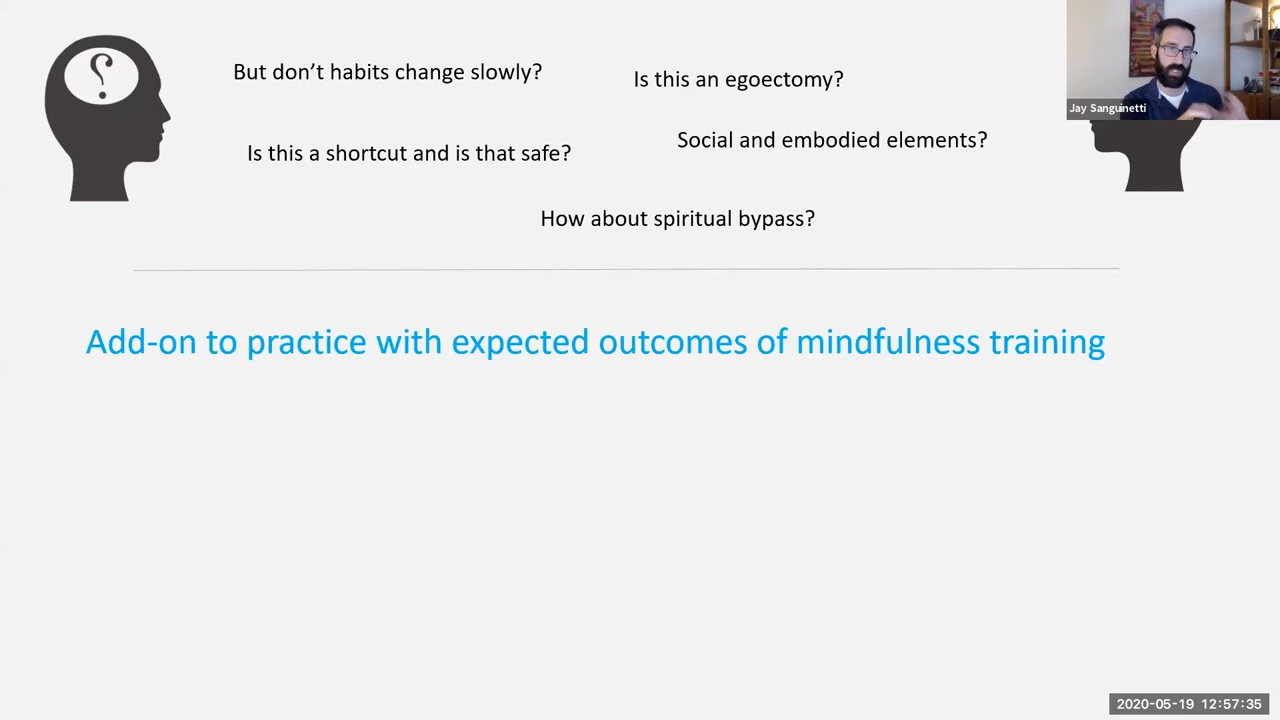 But don’t habits change slowly?
Is this an egoectomy?
Jay Sanguinetti
Is this a shortcut and is that safe?
Social and embodied elements?
How about spiritual bypass?
Add-on to practice with expected outcomes of mindfulness training
2020-05-19 12:57:35